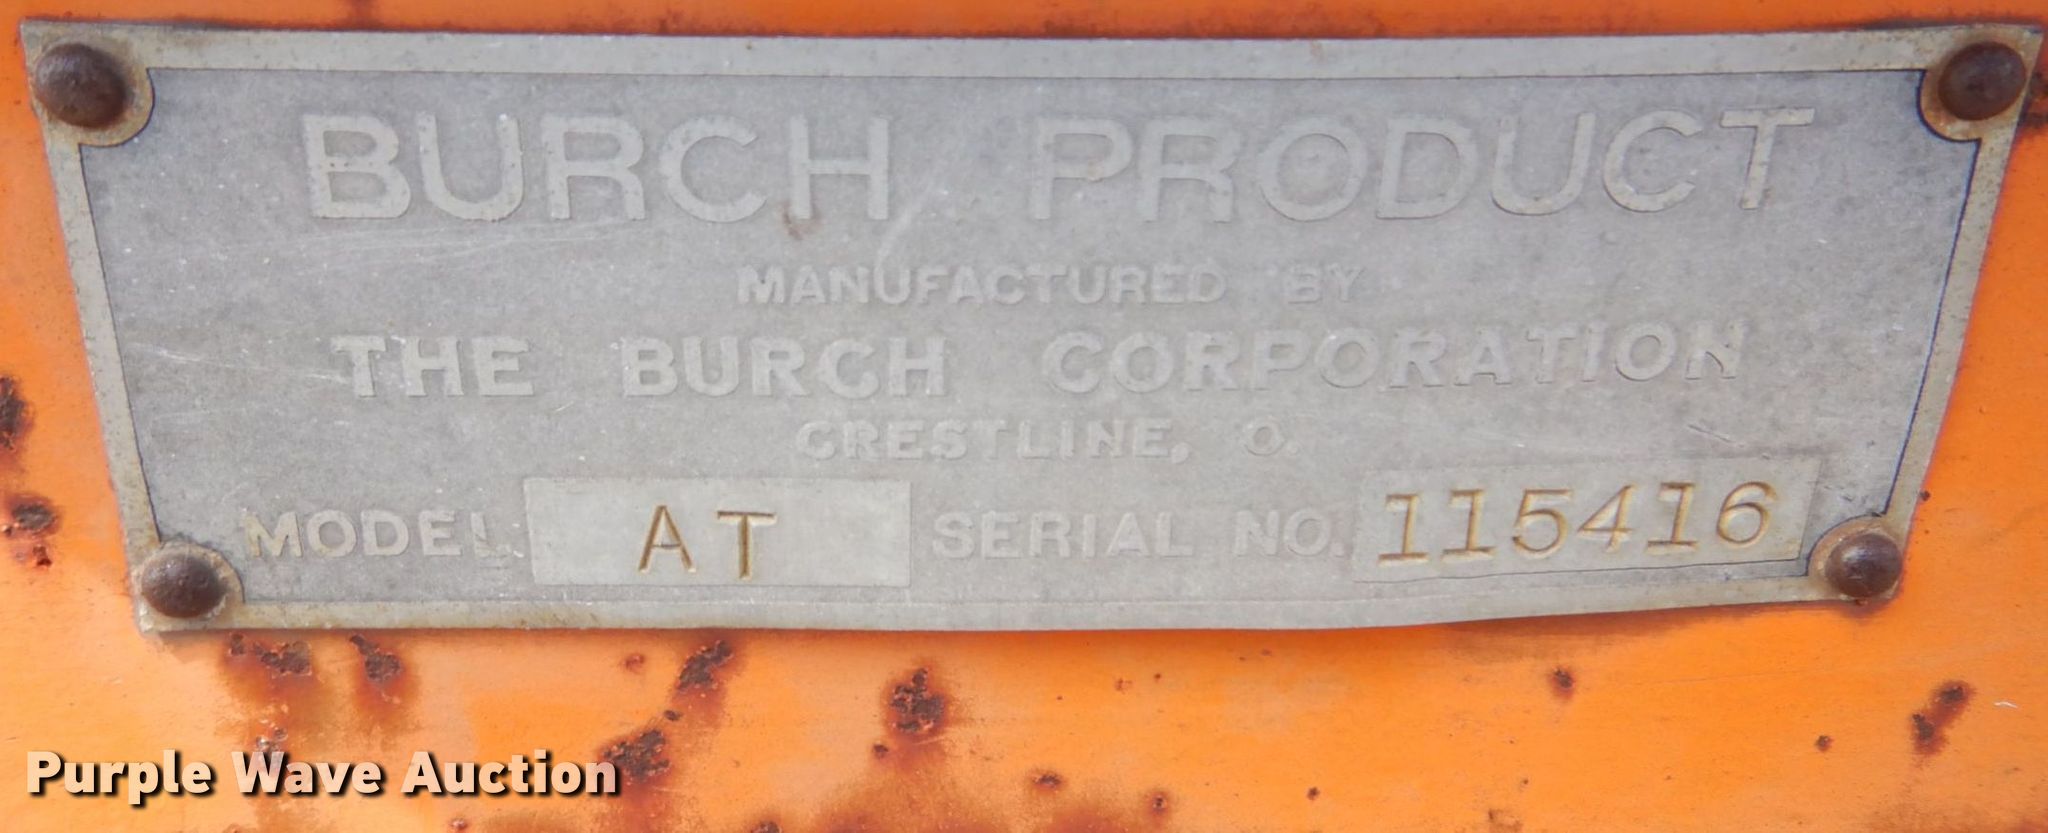 BURCH PRODUCT
MANUFACTURED BY
THE BURCH CORPORATION
CRESTLINE, O.
MODEL AT SERIAL NO. 115416
Purple Wave Auction